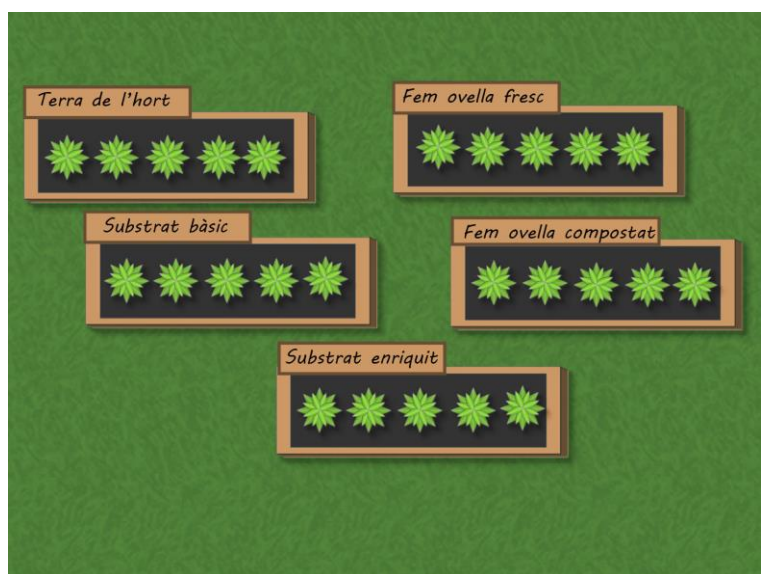 Terra de l'hort
Fem ovella fresc
Substrat bàsic
Fem ovella compostat
Substrat enriquit